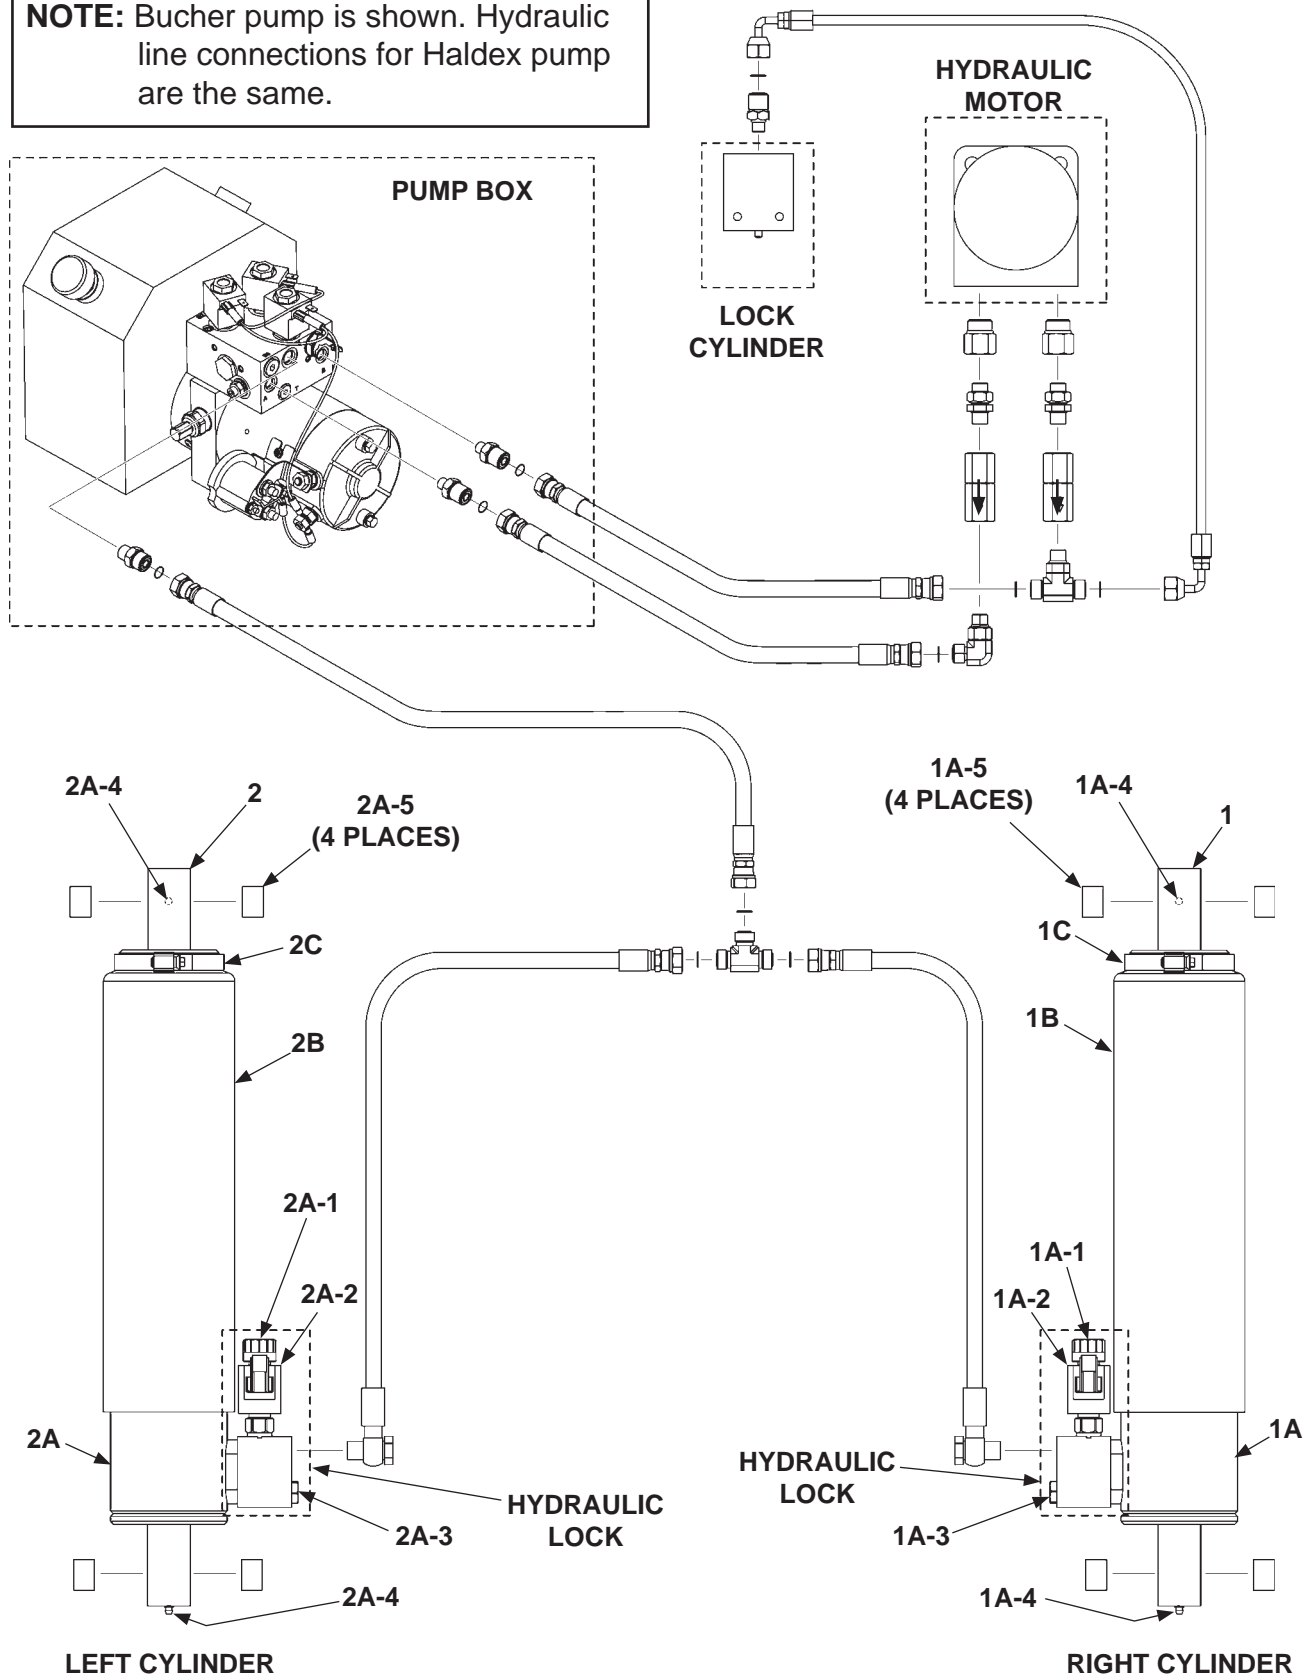 NOTE: Bucher pump is shown. Hydraulic
line connections for Haldex pump
are the same.
HYDRAULIC
MOTOR
PUMP BOX
LOCK
CYLINDER
B
A
T
2A-4
2
2A-5
(4 PLACES)
1A-5
(4 PLACES)
1A-4
1
2C
1C
2B
1B
2A-1
2A-2
1A-1
1A-2
2A
1A
HYDRAULIC
LOCK
HYDRAULIC
LOCK
2A-3
1A-3
2A-4
1A-4
LEFT CYLINDER
RIGHT CYLINDER